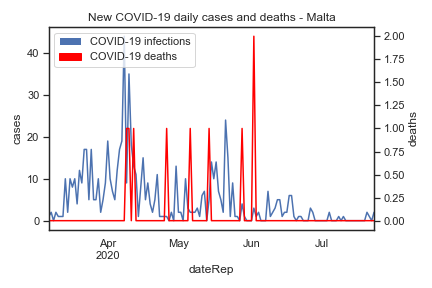 New COVID-19 daily cases and deaths - Malta
COVID-19 infections
COVID-19 deaths
40
30
20
10
0
cases
2.00
1.75
1.50
1.25
1.00
0.75
0.50
0.25
0.00
deaths
Apr
2020
May
Jun
Jul
dateRep